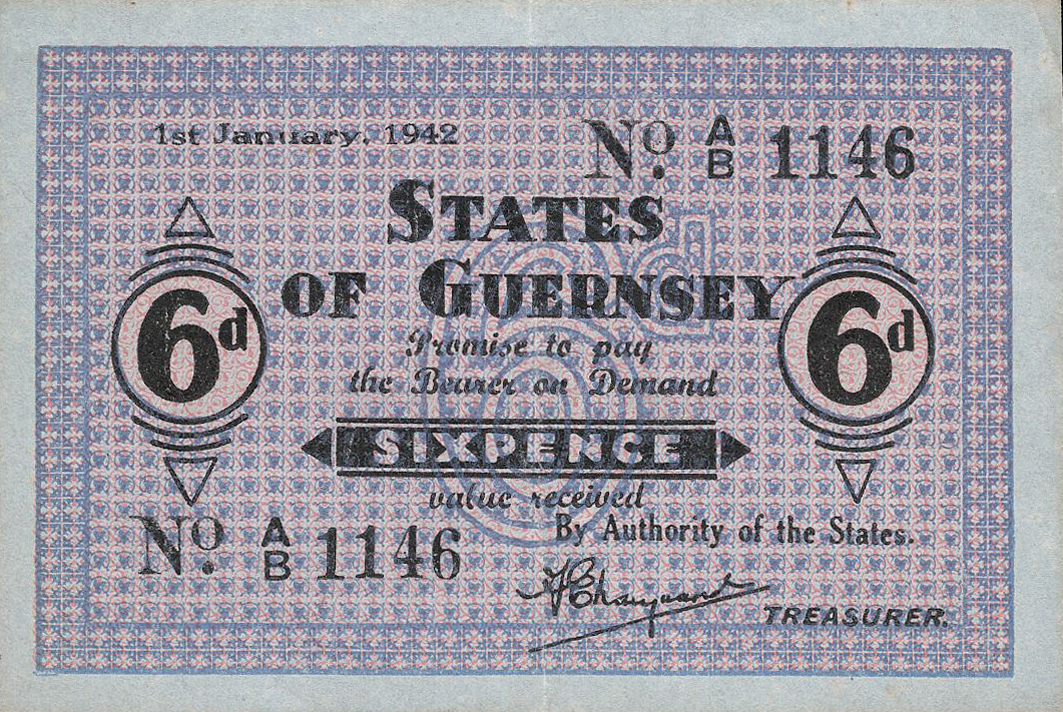 1st January, 1942
No. A/B 1146
STATES
OF GUERNSEY
6d
6d
Promise to pay
the Bearer on Demand
SIXPENCE
value received
By Authority of the States.
No. A/B 1146
TREASURER.